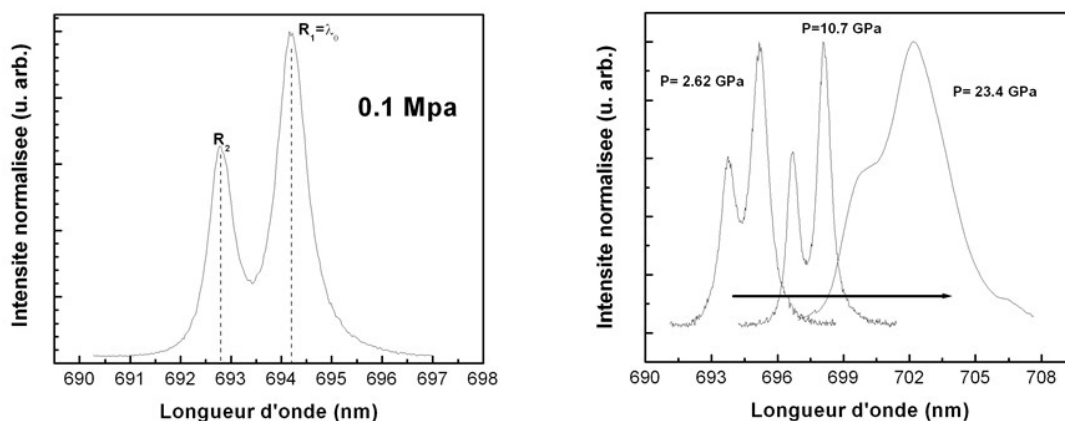 Intensite normalisee (u. arb.)
R₁=λ₀
R₂
0.1 Mpa
690 691 692 693 694 695 696 697 698
Longueur d'onde (nm)
Intensite normalisee (u. arb.)
P=10.7 GPa
P= 2.62 GPa
P= 23.4 GPa
690 693 696 699 702 705 708
Longueur d'onde (nm)